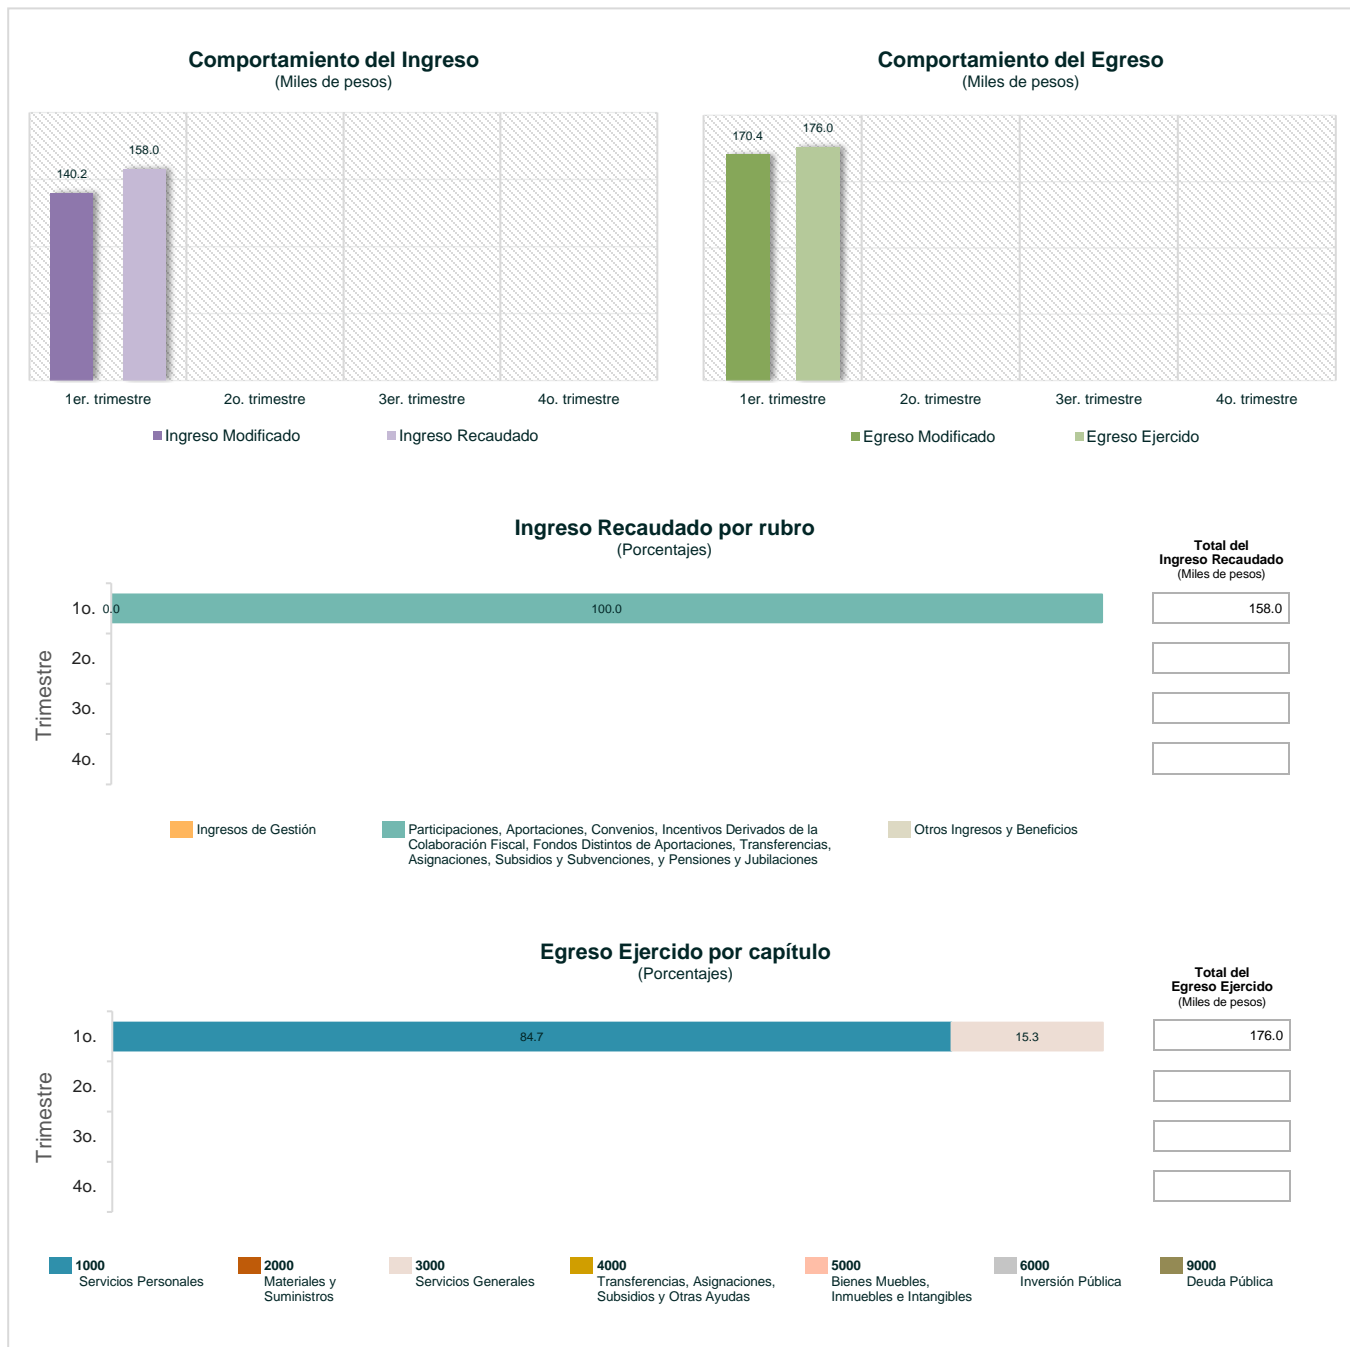 Comportamiento del Ingreso
(Miles de pesos)
140.2
158.0
1er. trimestre
2o. trimestre
3er. trimestre
4o. trimestre
Ingreso Modificado
Ingreso Recaudado
Comportamiento del Egreso
(Miles de pesos)
170.4
176.0
1er. trimestre
2o. trimestre
3er. trimestre
4o. trimestre
Egreso Modificado
Egreso Ejercido
Ingreso Recaudado por rubro
(Porcentajes)
Total del
Ingreso Recaudado
(Miles de pesos)
Trimestre
1o.
0.0
100.0
158.0
2o.
3o.
4o.
Ingresos de Gestión
Participaciones, Aportaciones, Convenios, Incentivos Derivados de la
Colaboración Fiscal, Fondos Distintos de Aportaciones, Transferencias,
Asignaciones, Subsidios y Subvenciones, y Pensiones y Jubilaciones
Otros Ingresos y Beneficios
Egreso Ejercido por capítulo
(Porcentajes)
Total del
Egreso Ejercido
(Miles de pesos)
Trimestre
1o.
84.7
15.3
176.0
2o.
3o.
4o.
1000
Servicios Personales
2000
Materiales y
Suministros
3000
Servicios Generales
4000
Transferencias, Asignaciones,
Subsidios y Otras Ayudas
5000
Bienes Muebles,
Inmuebles e Intangibles
6000
Inversión Pública
9000
Deuda Pública